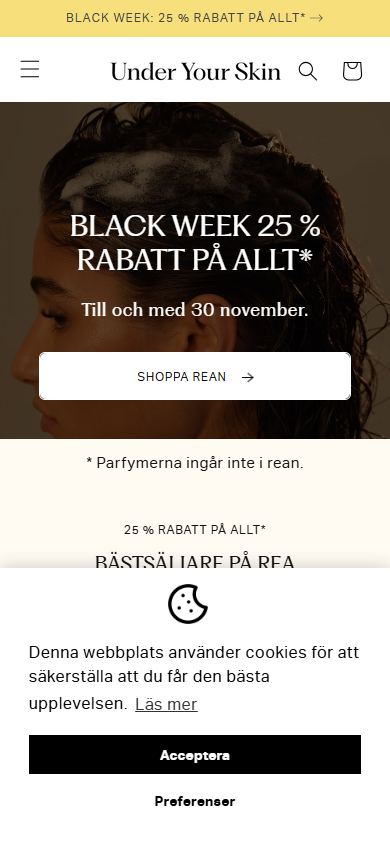 BLACK WEEK: 25 % RABATT PÅ ALLT* →
Under Your Skin
BLACK WEEK 25 %
RABATT PÅ ALLT*
Till och med 30 november.
SHOPPA REAN →
* Parfymerna ingår inte i rean.
25 % RABATT PÅ ALLT*
BÄSTSÄLJARE PÅ REA
Denna webbplats använder cookies för att
säkerställa att du får den bästa
upplevelsen. Läs mer
Acceptera
Preferenser